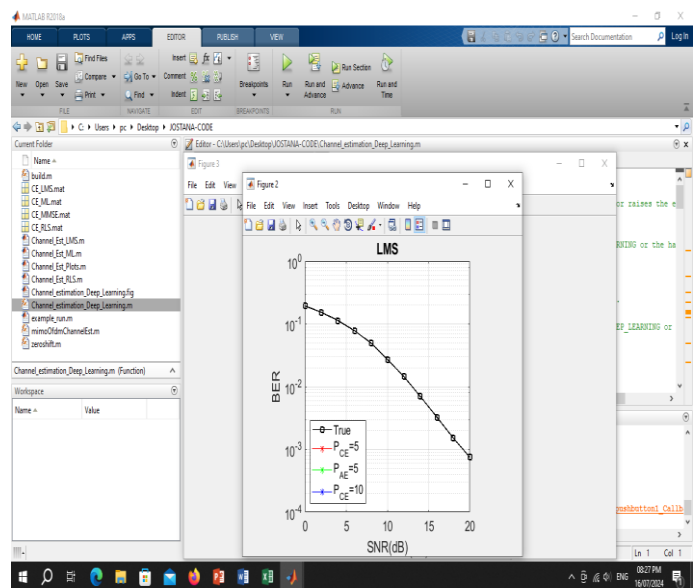 MATLAB R2018a
HOME PLOTS APPS EDITOR PUBLISH VIEW Search Documentation Log In
New Open Save Find Files Compare Print Go To Find Insert fx Comment Indent Breakpoints Run Run and Advance Run Section Advance Run and Time
FILE NAVIGATE EDIT BREAKPOINTS RUN
C: Users pc Desktop JOSTANA-CODE
Current Folder
Name
build.m
CE_LMS.mat
CE_ML.mat
CE_MMSE.mat
CE_RLS.mat
Channel_Est_LMS.m
Channel_Est_ML.m
Channel_Est_Plots.m
Channel_Est_RLS.m
Channel_estimation_Deep_Learning.fig
Channel_estimation_Deep_Learning.m
example_run.m
mimoOfdmChannelEst.m
zeroshift.m
Channel_estimation_Deep_Learning.m (Function)
Workspace
Name Value
Editor - C:\Users\pc\Desktop\JOSTANA-CODE\Channel_estimation_Deep_Learning.m
Figure 3
File Edit View
Figure 2
File Edit View Insert Tools Desktop Window Help
LMS
10^0
10^-1
10^-2
10^-3
10^-4
BER
True
P_CE=5
P_AE=5
P_CE=10
0 5 10 15 20
SNR(dB)
or raises the e
RNING or the ha
EP_LEARNING or
pushbutton1_Callb
Ln 1 Col 1
ENG 08:27 PM
16/07/2024